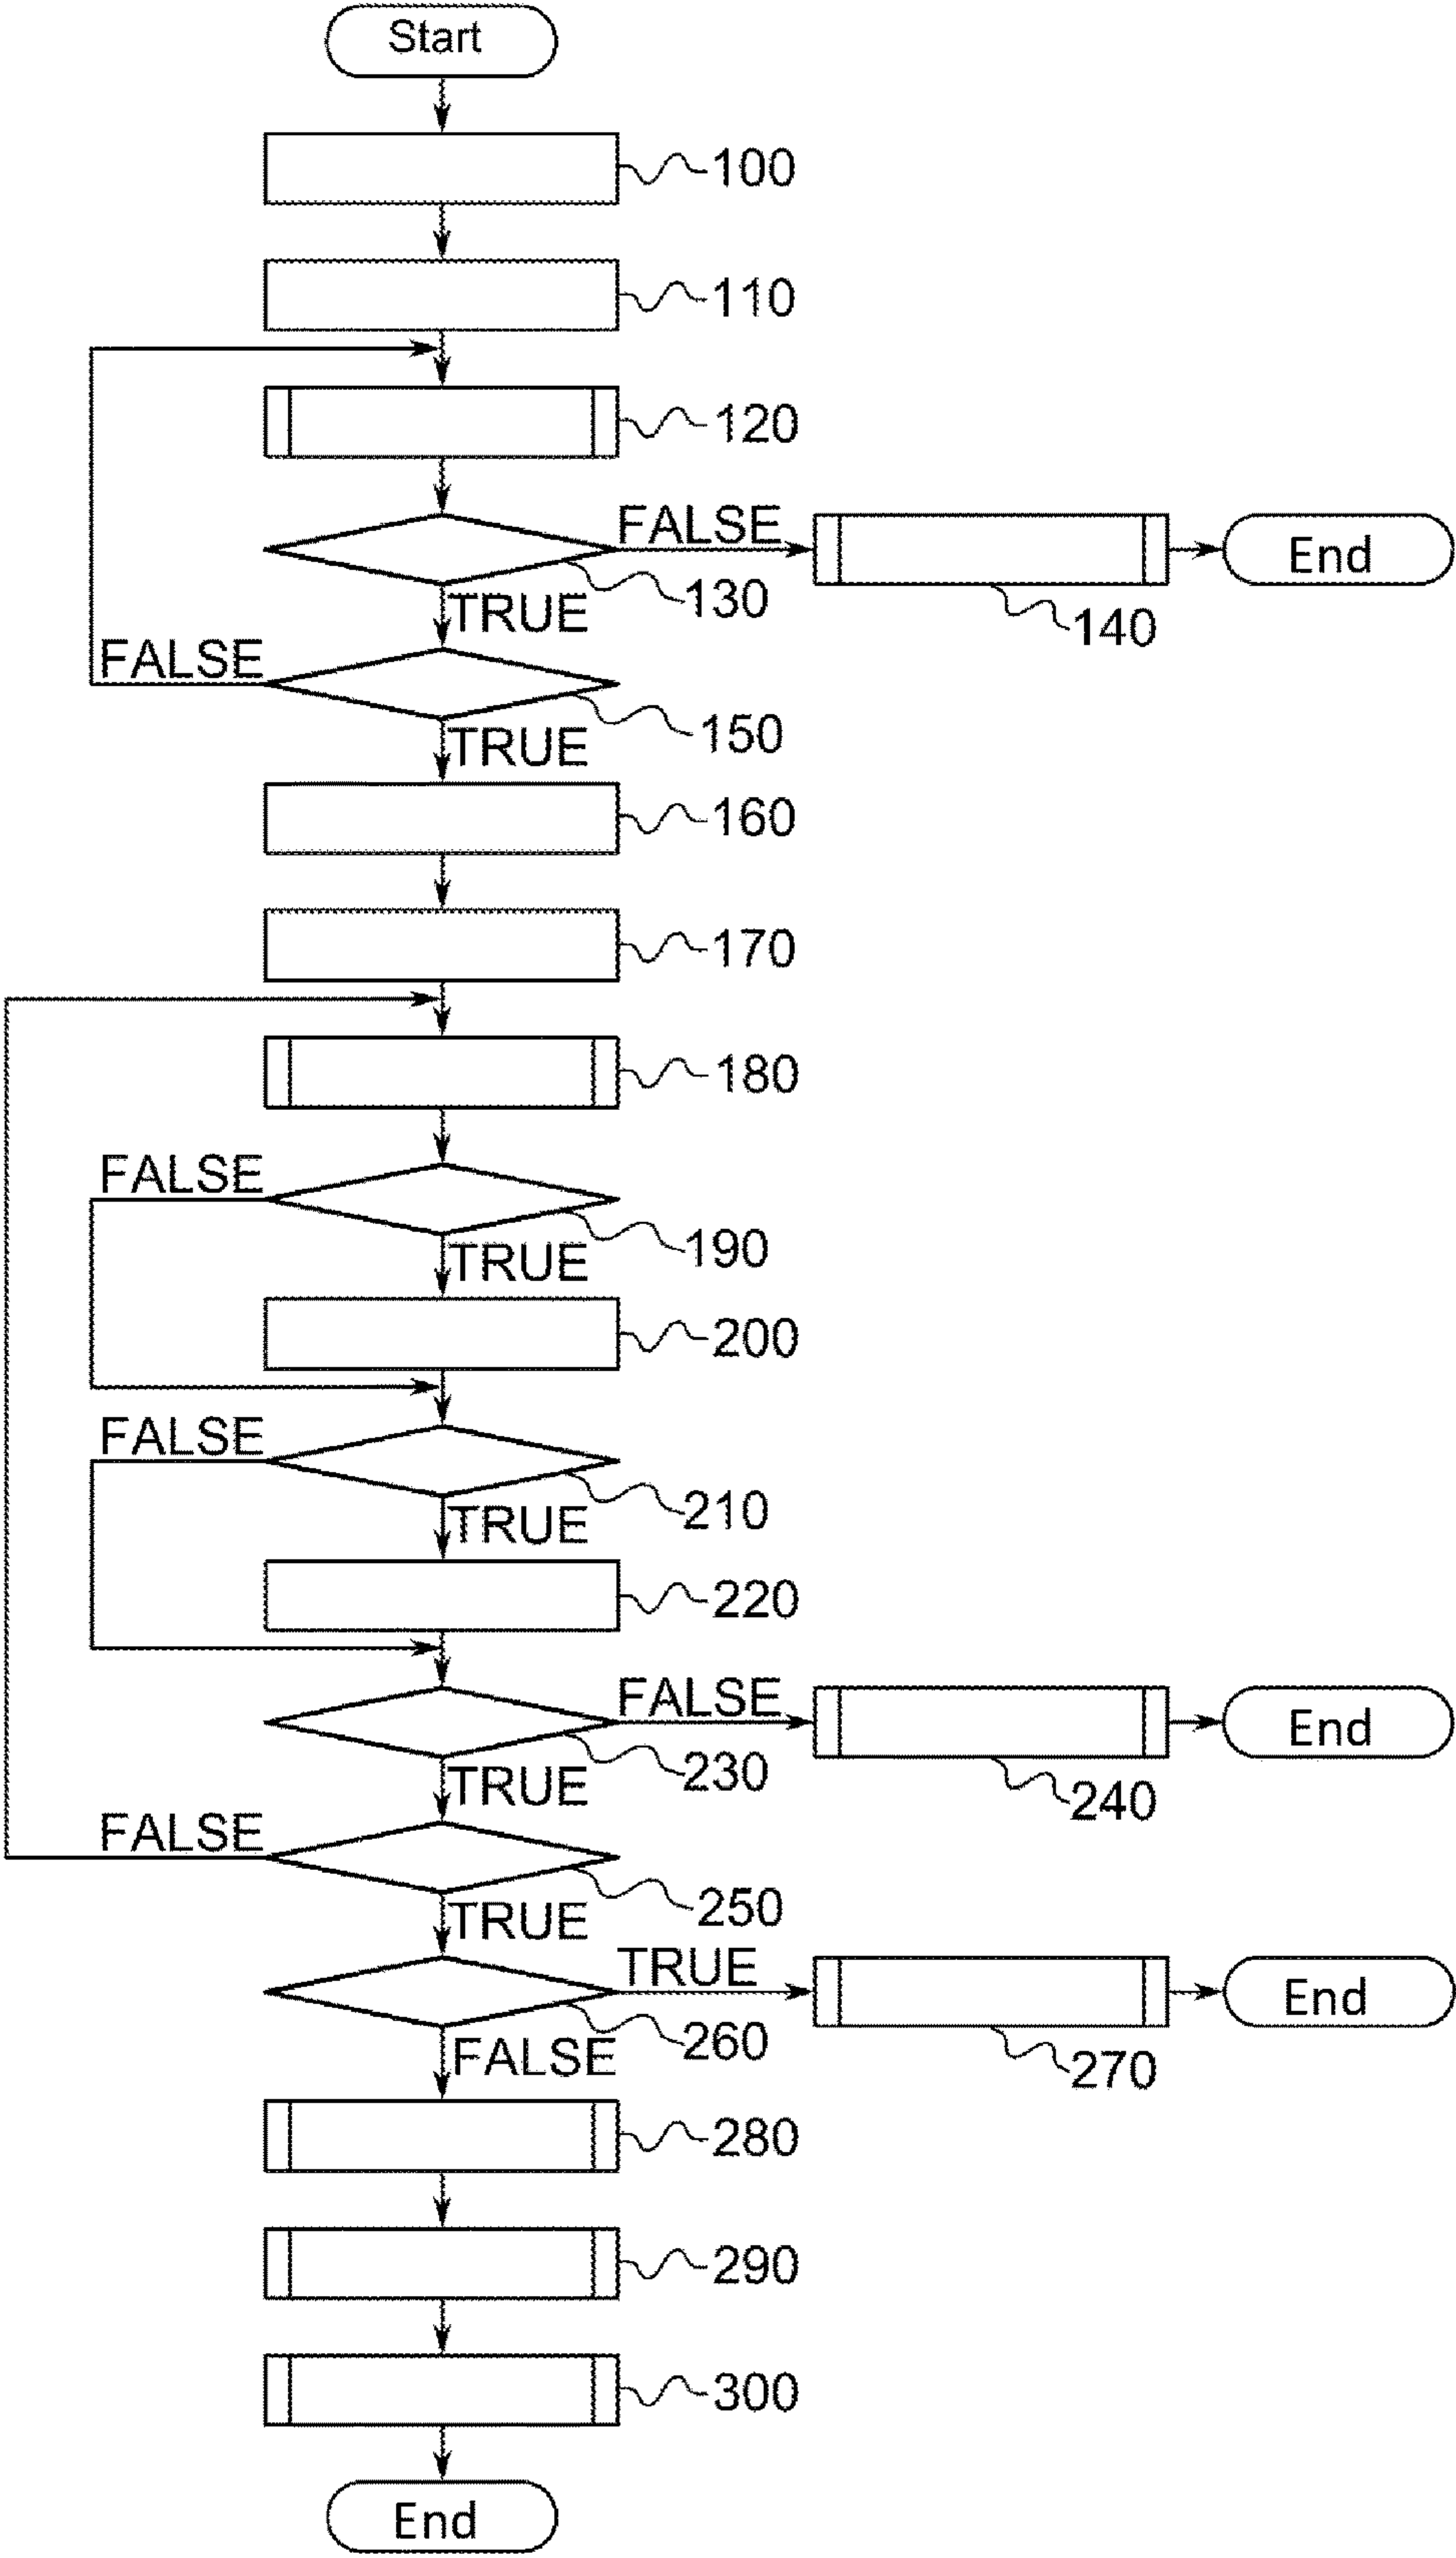 Start
100
110
120
FALSE
End
130
TRUE
140
FALSE
150
TRUE
160
170
180
FALSE
190
TRUE
200
FALSE
210
TRUE
220
FALSE
End
230
TRUE
240
FALSE
250
TRUE
TRUE
End
260
FALSE
270
280
290
300
End